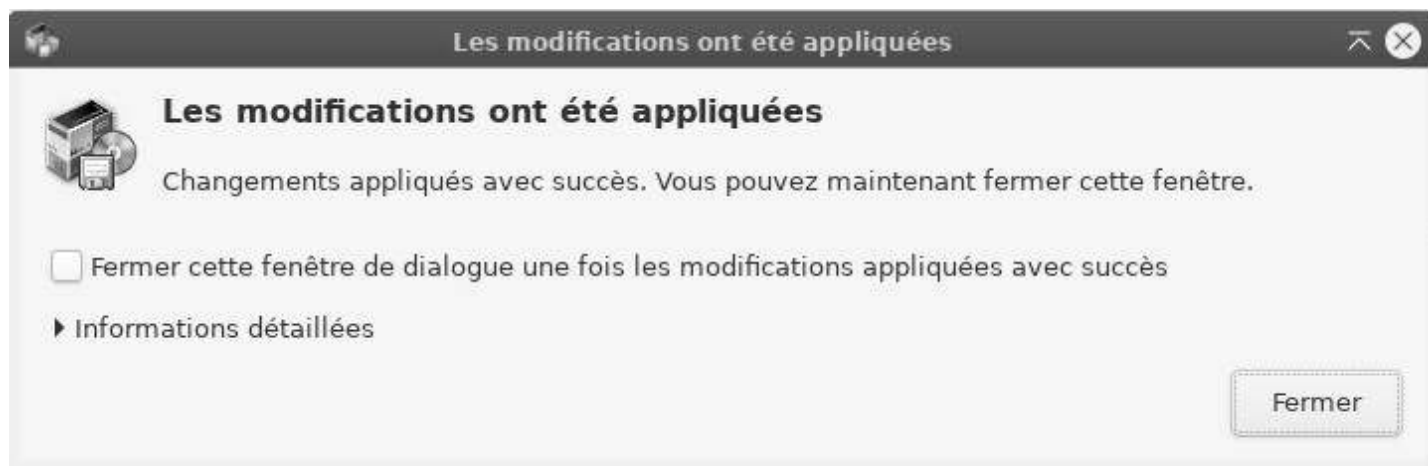 Les modifications ont été appliquées
Les modifications ont été appliquées
Changements appliqués avec succès. Vous pouvez maintenant fermer cette fenêtre.
Fermer cette fenêtre de dialogue une fois les modifications appliquées avec succès
Informations détaillées
Fermer